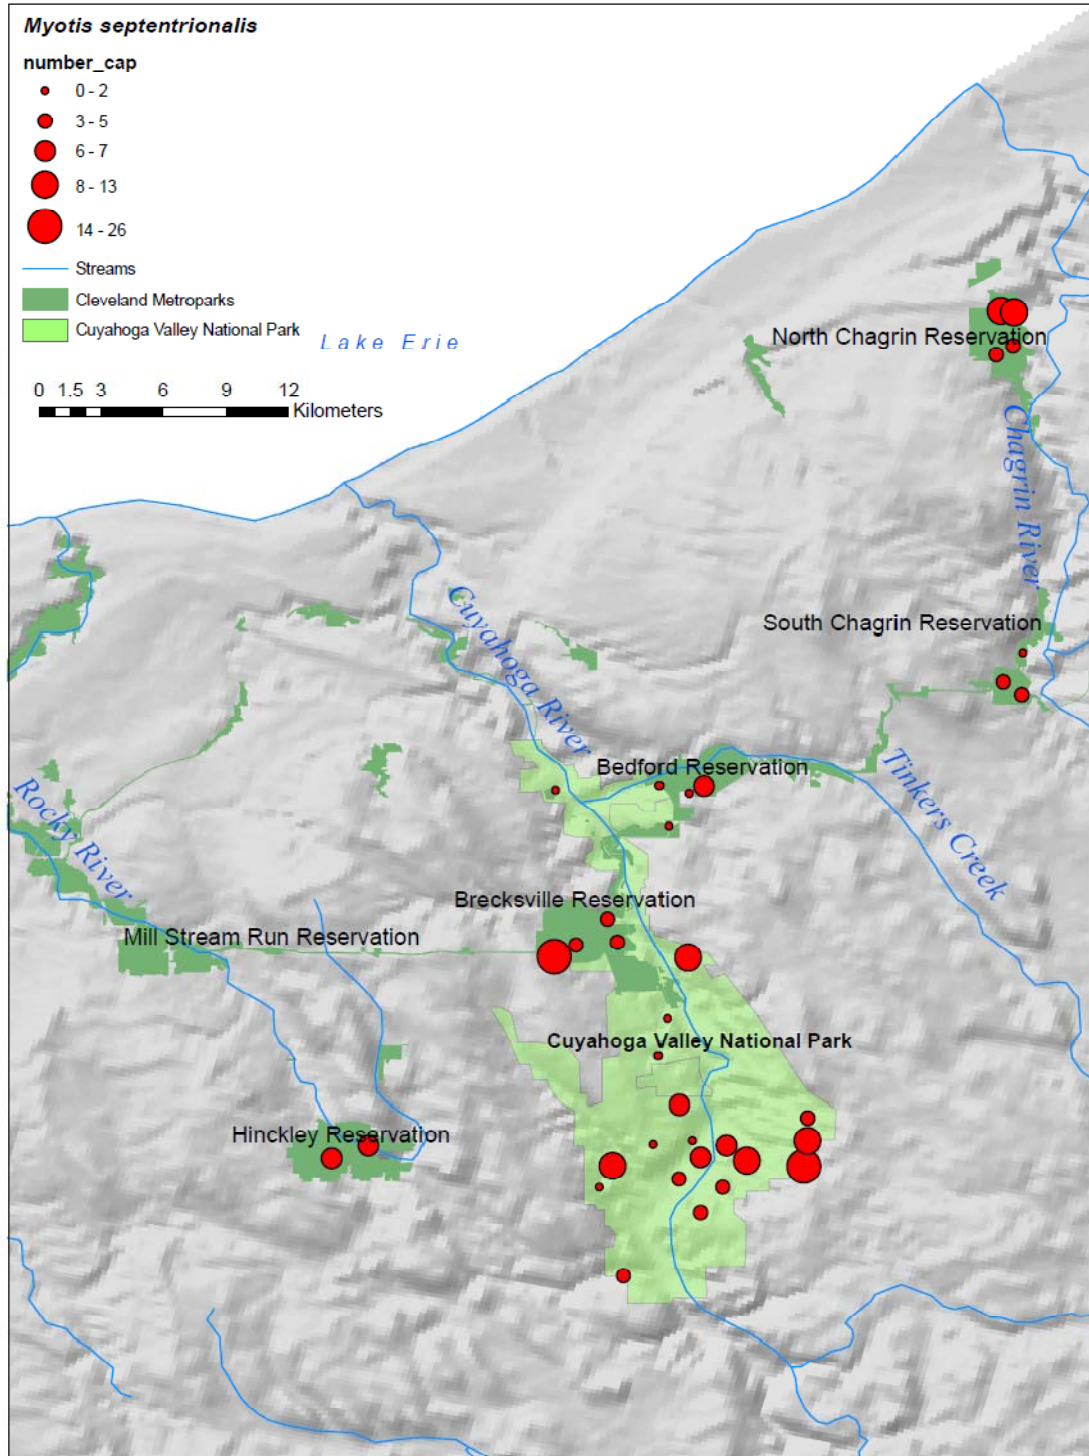 Myotis septentrionalis
number_cap
0 - 2
3 - 5
6 - 7
8 - 13
14 - 26
Streams
Cleveland Metroparks
Cuyahoga Valley National Park
Lake Erie
0 1.5 3 6 9 12
Kilometers
North Chagrin Reservation
Chagrin River
South Chagrin Reservation
Cuyahoga River
Bedford Reservation
Tinkers Creek
Rocky River
Brecksville Reservation
Mill Stream Run Reservation
Cuyahoga Valley National Park
Hinckley Reservation